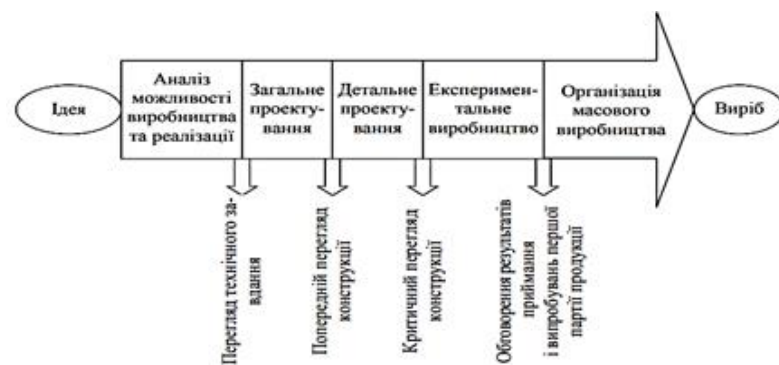 Ідея
Аналіз
можливості
виробництва
та реалізації
Загальне
проекту-
вання
Детальне
проекту-
вання
Експеримен-
тальне
виробництво
Організація
масового
виробництва
Виріб
Перегляд технічного за-
вдання
Попередній перегляд
конструкції
Критичний перегляд
конструкції
Обговорення результатів
приймання
і випробувань першої
партії продукції